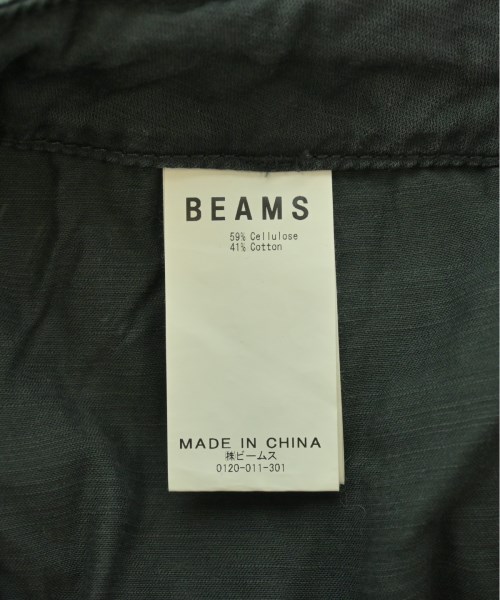 BEAMS
59% Cellulose
41% Cotton
MADE IN CHINA
㈱ビームス
0120-011-301